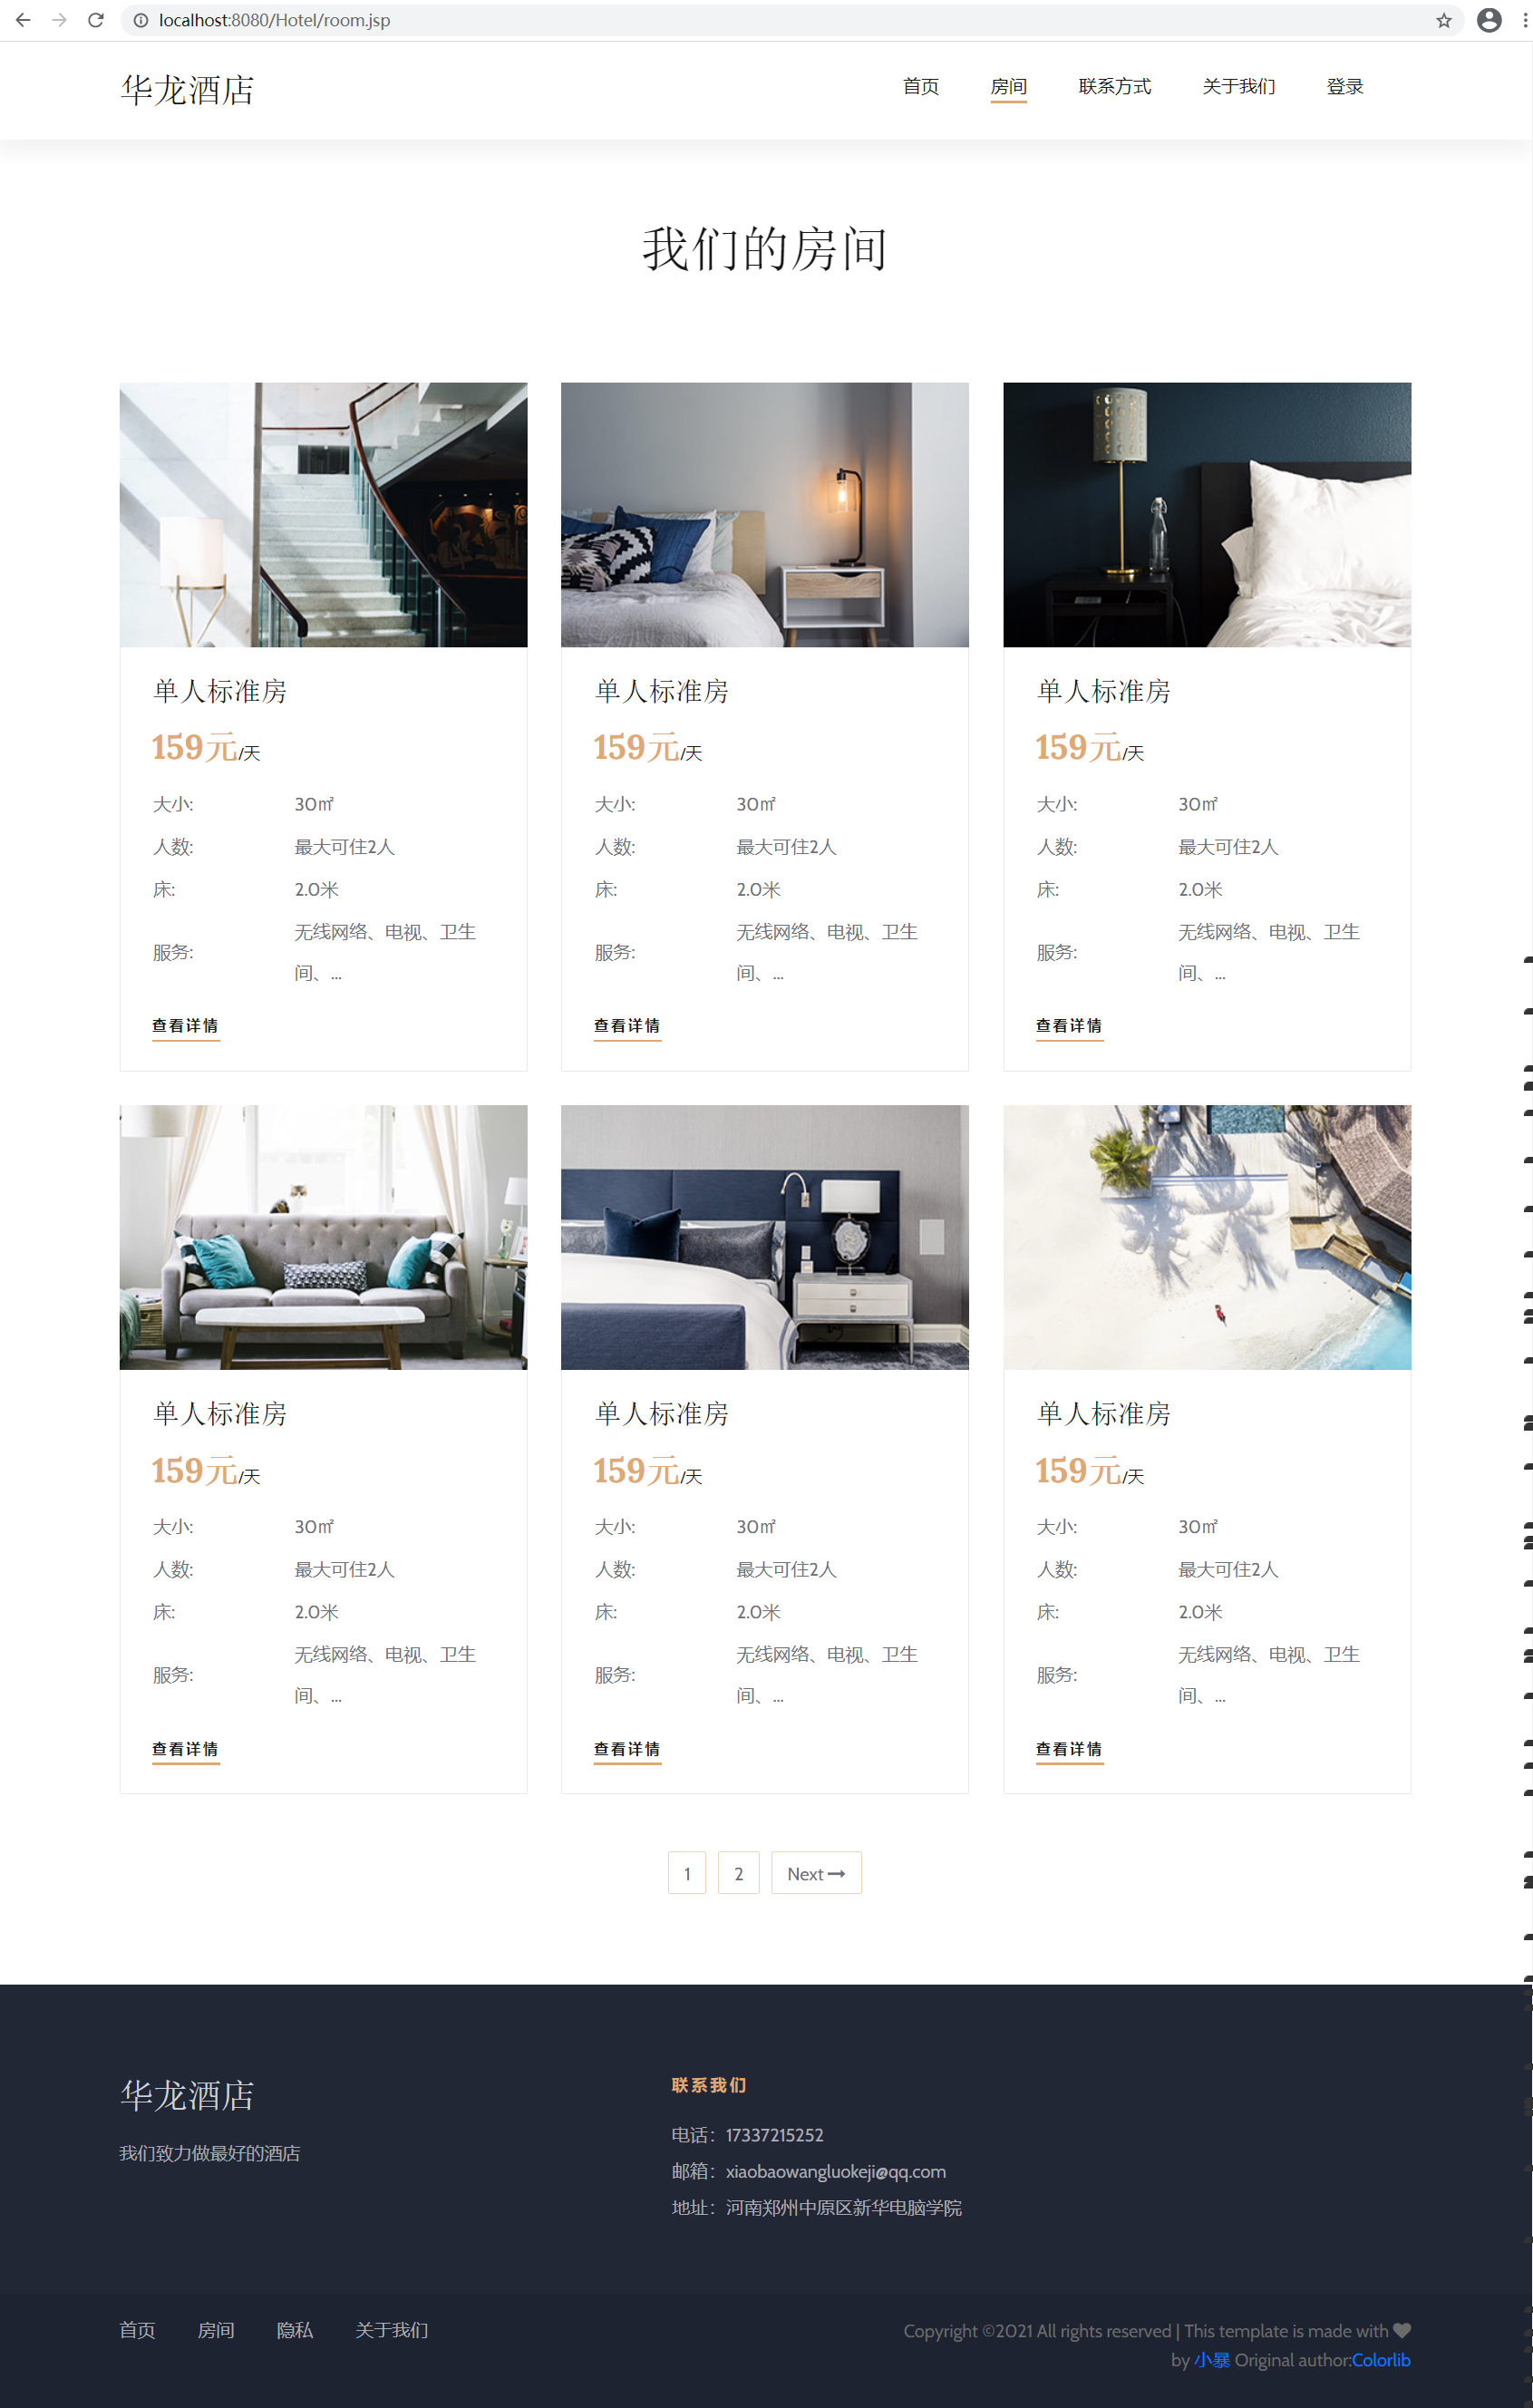 localhost:8080/Hotel/room.jsp
华龙酒店
首页 房间 联系方式 关于我们 登录
我们的房间
单人标准房 单人标准房 单人标准房
159元/天 159元/天 159元/天
大小: 30㎡ 大小: 30㎡ 大小: 30㎡
人数: 最大可住2人 人数: 最大可住2人 人数: 最大可住2人
床: 2.0米 床: 2.0米 床: 2.0米
服务: 无线网络、电视、卫生 服务: 无线网络、电视、卫生 服务: 无线网络、电视、卫生
间、... 间、... 间、...
查看详情 查看详情 查看详情
单人标准房 单人标准房 单人标准房
159元/天 159元/天 159元/天
大小: 30㎡ 大小: 30㎡ 大小: 30㎡
人数: 最大可住2人 人数: 最大可住2人 人数: 最大可住2人
床: 2.0米 床: 2.0米 床: 2.0米
服务: 无线网络、电视、卫生 服务: 无线网络、电视、卫生 服务: 无线网络、电视、卫生
间、... 间、... 间、...
查看详情 查看详情 查看详情
1 2 Next
华龙酒店
我们致力做最好的酒店
联系我们
电话：17337215252
邮箱：xiaobaowangluokeji@qq.com
地址：河南郑州中原区新华电脑学院
首页 房间 隐私 关于我们
Copyright ©2021 All rights reserved | This template is made with
by 小暴 Original author:Colorlib